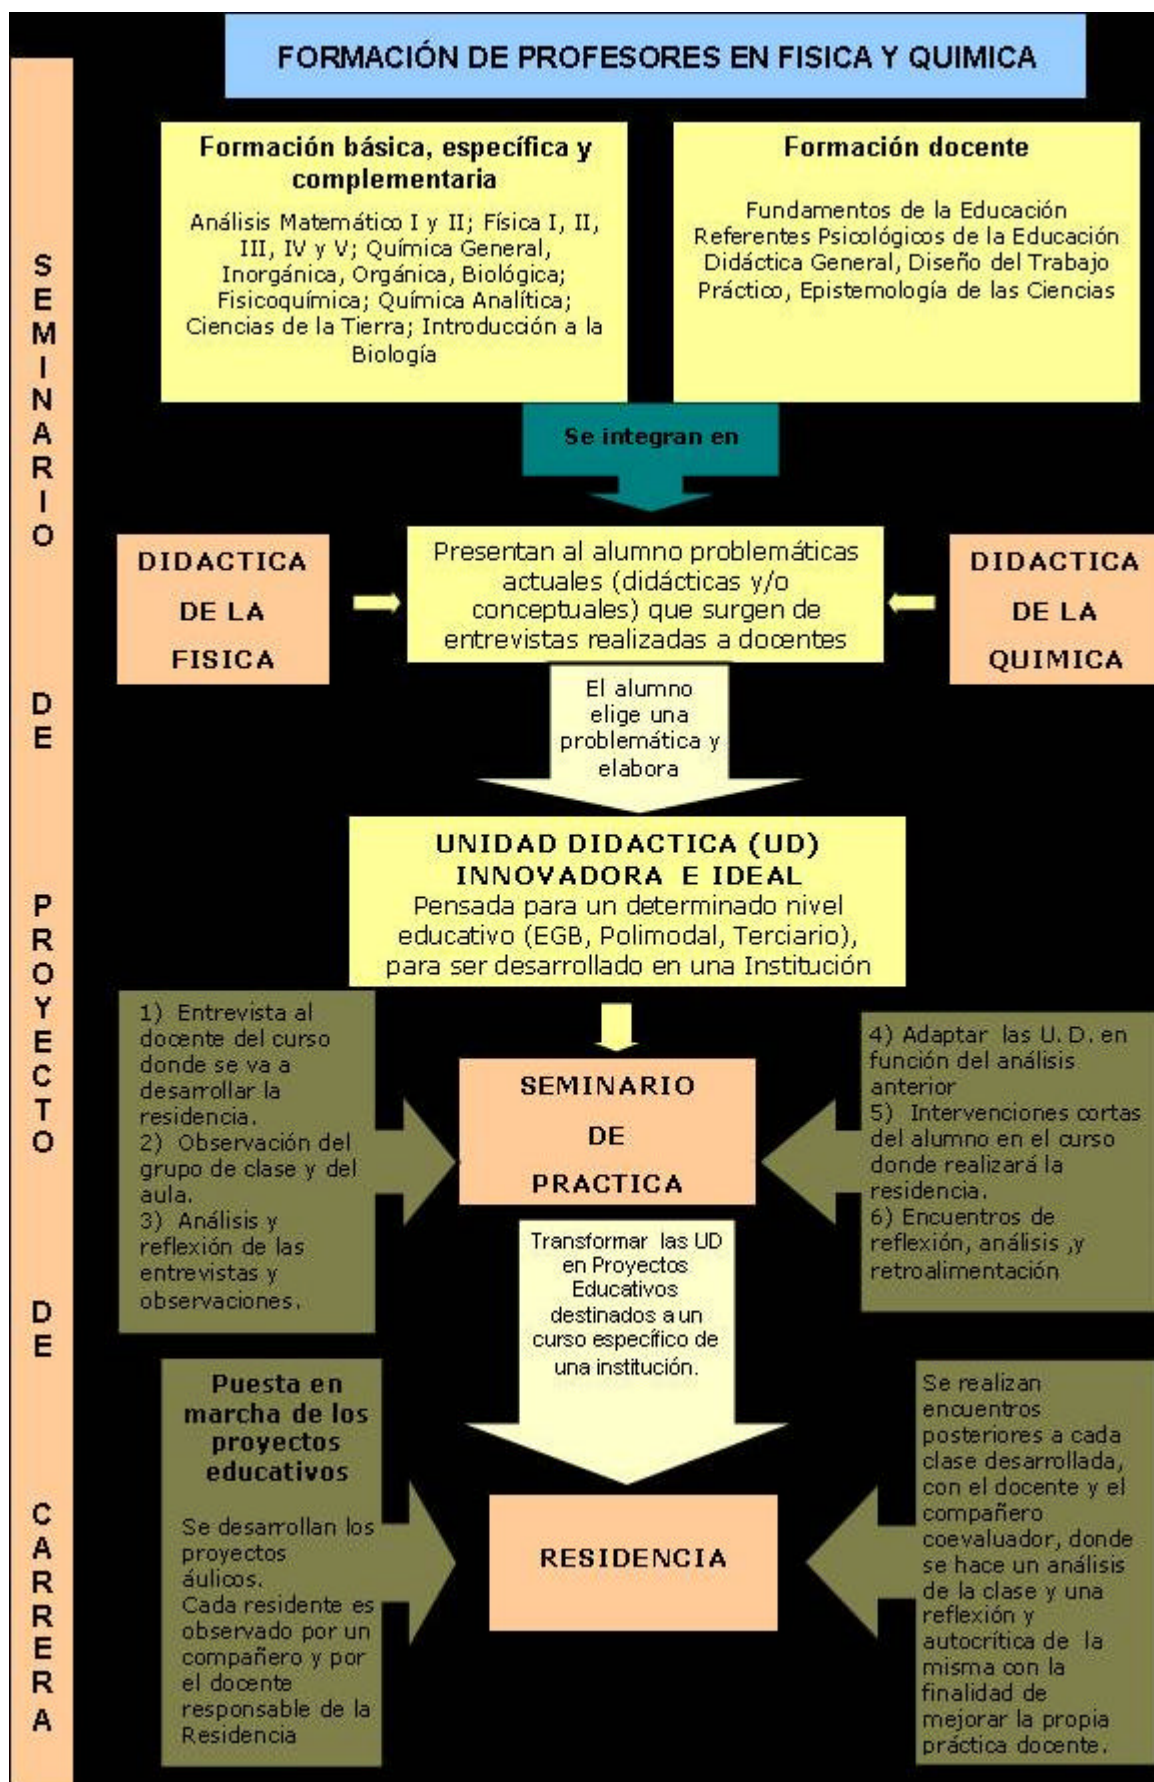 FORMACIÓN DE PROFESORES EN FISICA Y QUIMICA
SEMINARIO DE PROYECTO DE CARRERA
Formación básica, específica y
complementaria
Análisis Matemático I y II; Física I, II,
III, IV y V; Química General,
Inorgánica, Orgánica, Biológica;
Fisicoquímica; Química Analítica;
Ciencias de la Tierra; Introducción a la
Biología
Formación docente
Fundamentos de la Educación
Referentes Psicológicos de la Educación
Didáctica General, Diseño del Trabajo
Práctico, Epistemología de las Ciencias
Se integran en
DIDACTICA
DE LA
FISICA
Presentan al alumno problemáticas
actuales (didácticas y/o
conceptuales) que surgen de
entrevistas realizadas a docentes
DIDACTICA
DE LA
QUIMICA
El alumno
elige una
problemática y
elabora
UNIDAD DIDACTICA (UD)
INNOVADORA E IDEAL
Pensada para un determinado nivel
educativo (EGB, Polimodal, Terciario),
para ser desarrollado en una Institución
1) Entrevista al
docente del curso
donde se va a
desarrollar la
residencia.
2) Observación del
grupo de clase y del
aula.
3) Análisis y
reflexión de las
entrevistas y
observaciones.
SEMINARIO
DE
PRACTICA
4) Adaptar las U. D. en
función del análisis
anterior
5) Intervenciones cortas
del alumno en el curso
donde realizará la
residencia.
6) Encuentros de
reflexión, análisis ,y
retroalimentación
Transformar las UD
en Proyectos
Educativos
destinados a un
curso específico de
una institución.
Puesta en
marcha de los
proyectos
educativos
Se desarrollan los
proyectos
áulicos.
Cada residente es
observado por un
compañero y por
el docente
responsable de la
Residencia
RESIDENCIA
Se realizan
encuentros
posteriores a cada
clase desarrollada,
con el docente y el
compañero
coevaluador, donde
se hace un análisis
de la clase y una
reflexión y
autocrítica de la
misma con la
finalidad de
mejorar la propia
práctica docente.